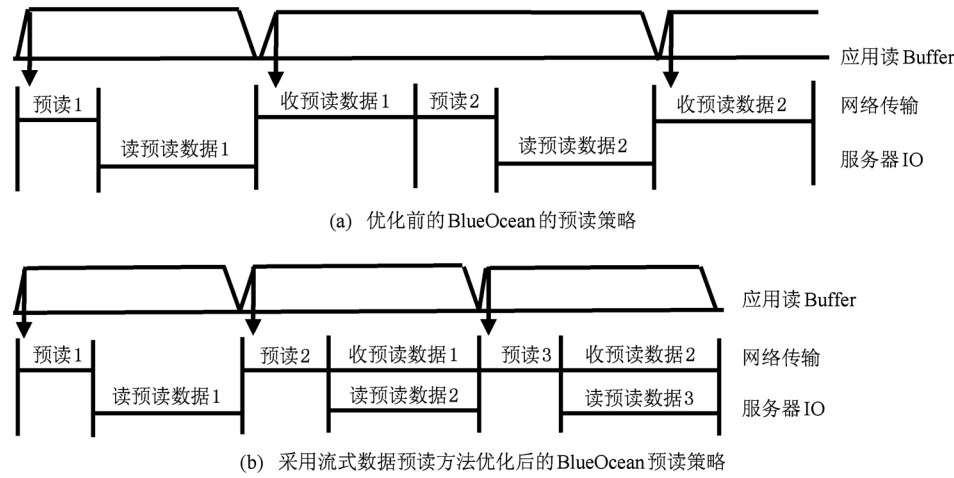 应用读Buffer
预读1 收预读数据1 预读2 收预读数据2 网络传输
读预读数据1 读预读数据2 服务器IO
(a) 优化前的BlueOcean的预读策略
应用读Buffer
预读1 预读2 收预读数据1 预读3 收预读数据2 网络传输
读预读数据1 读预读数据2 读预读数据3 服务器IO
(b) 采用流式数据预读方法优化后的BlueOcean预读策略